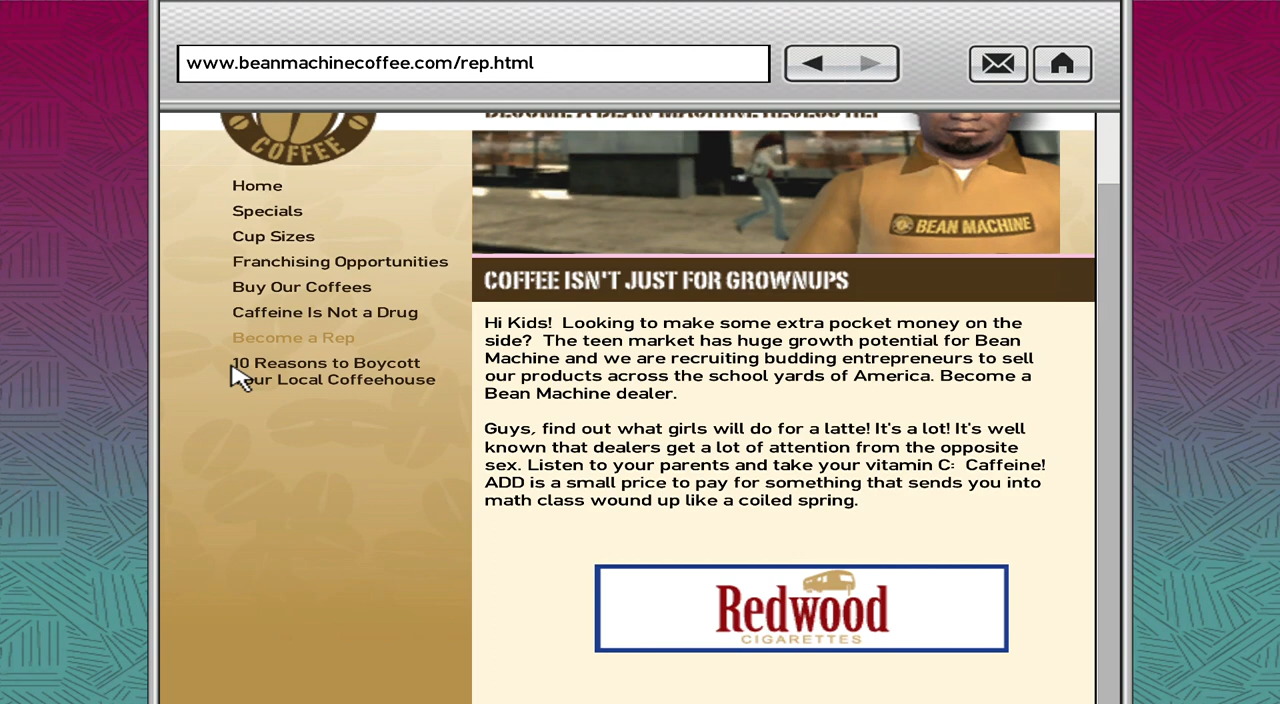 www.beanmachinecoffee.com/rep.html
COFFEE
Home
Specials
Cup Sizes
Franchising Opportunities
Buy Our Coffees
Caffeine Is Not a Drug
Become a Rep
10 Reasons to Boycott
Your Local Coffeehouse
BECOME A BEAN MACHINE RECESS REP
BEAN MACHINE
COFFEE ISN'T JUST FOR GROWNUPS
Hi Kids!  Looking to make some extra pocket money on the
side?  The teen market has huge growth potential for Bean
Machine and we are recruiting budding entrepreneurs to sell
our products across the school yards of America. Become a
Bean Machine dealer.
Guys, find out what girls will do for a latte! It's a lot! It's well
known that dealers get a lot of attention from the opposite
sex. Listen to your parents and take your vitamin C:  Caffeine!
ADD is a small price to pay for something that sends you into
math class wound up like a coiled spring.
Redwood
CIGARETTES